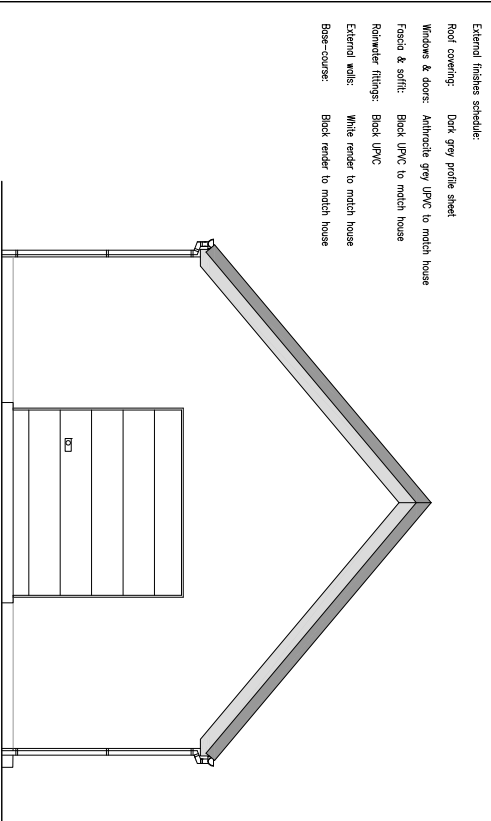 External finishes schedule:
Roof covering: Dark grey profile sheet
Windows & doors: Anthracite grey UPVC to match house
Fascia & soffit: Black UPVC to match house
Rainwater fittings: Black UPVC
External walls: White render to match house
Base-course: Black render to match house